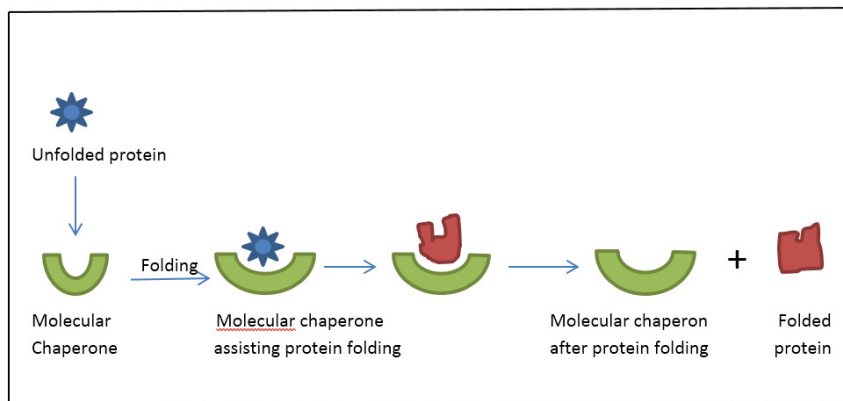 Unfolded protein
Folding
+
Molecular
Chaperone
Molecular chaperone
assisting protein folding
Molecular chaperon
after protein folding
Folded
protein